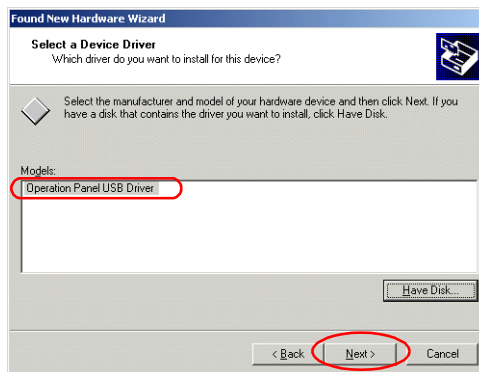 Found New Hardware Wizard
Select a Device Driver
Which driver do you want to install for this device?
Select the manufacturer and model of your hardware device and then click Next. If you
have a disk that contains the driver you want to install, click Have Disk.
Models:
Operation Panel USB Driver
Have Disk...
< Back
Next >
Cancel